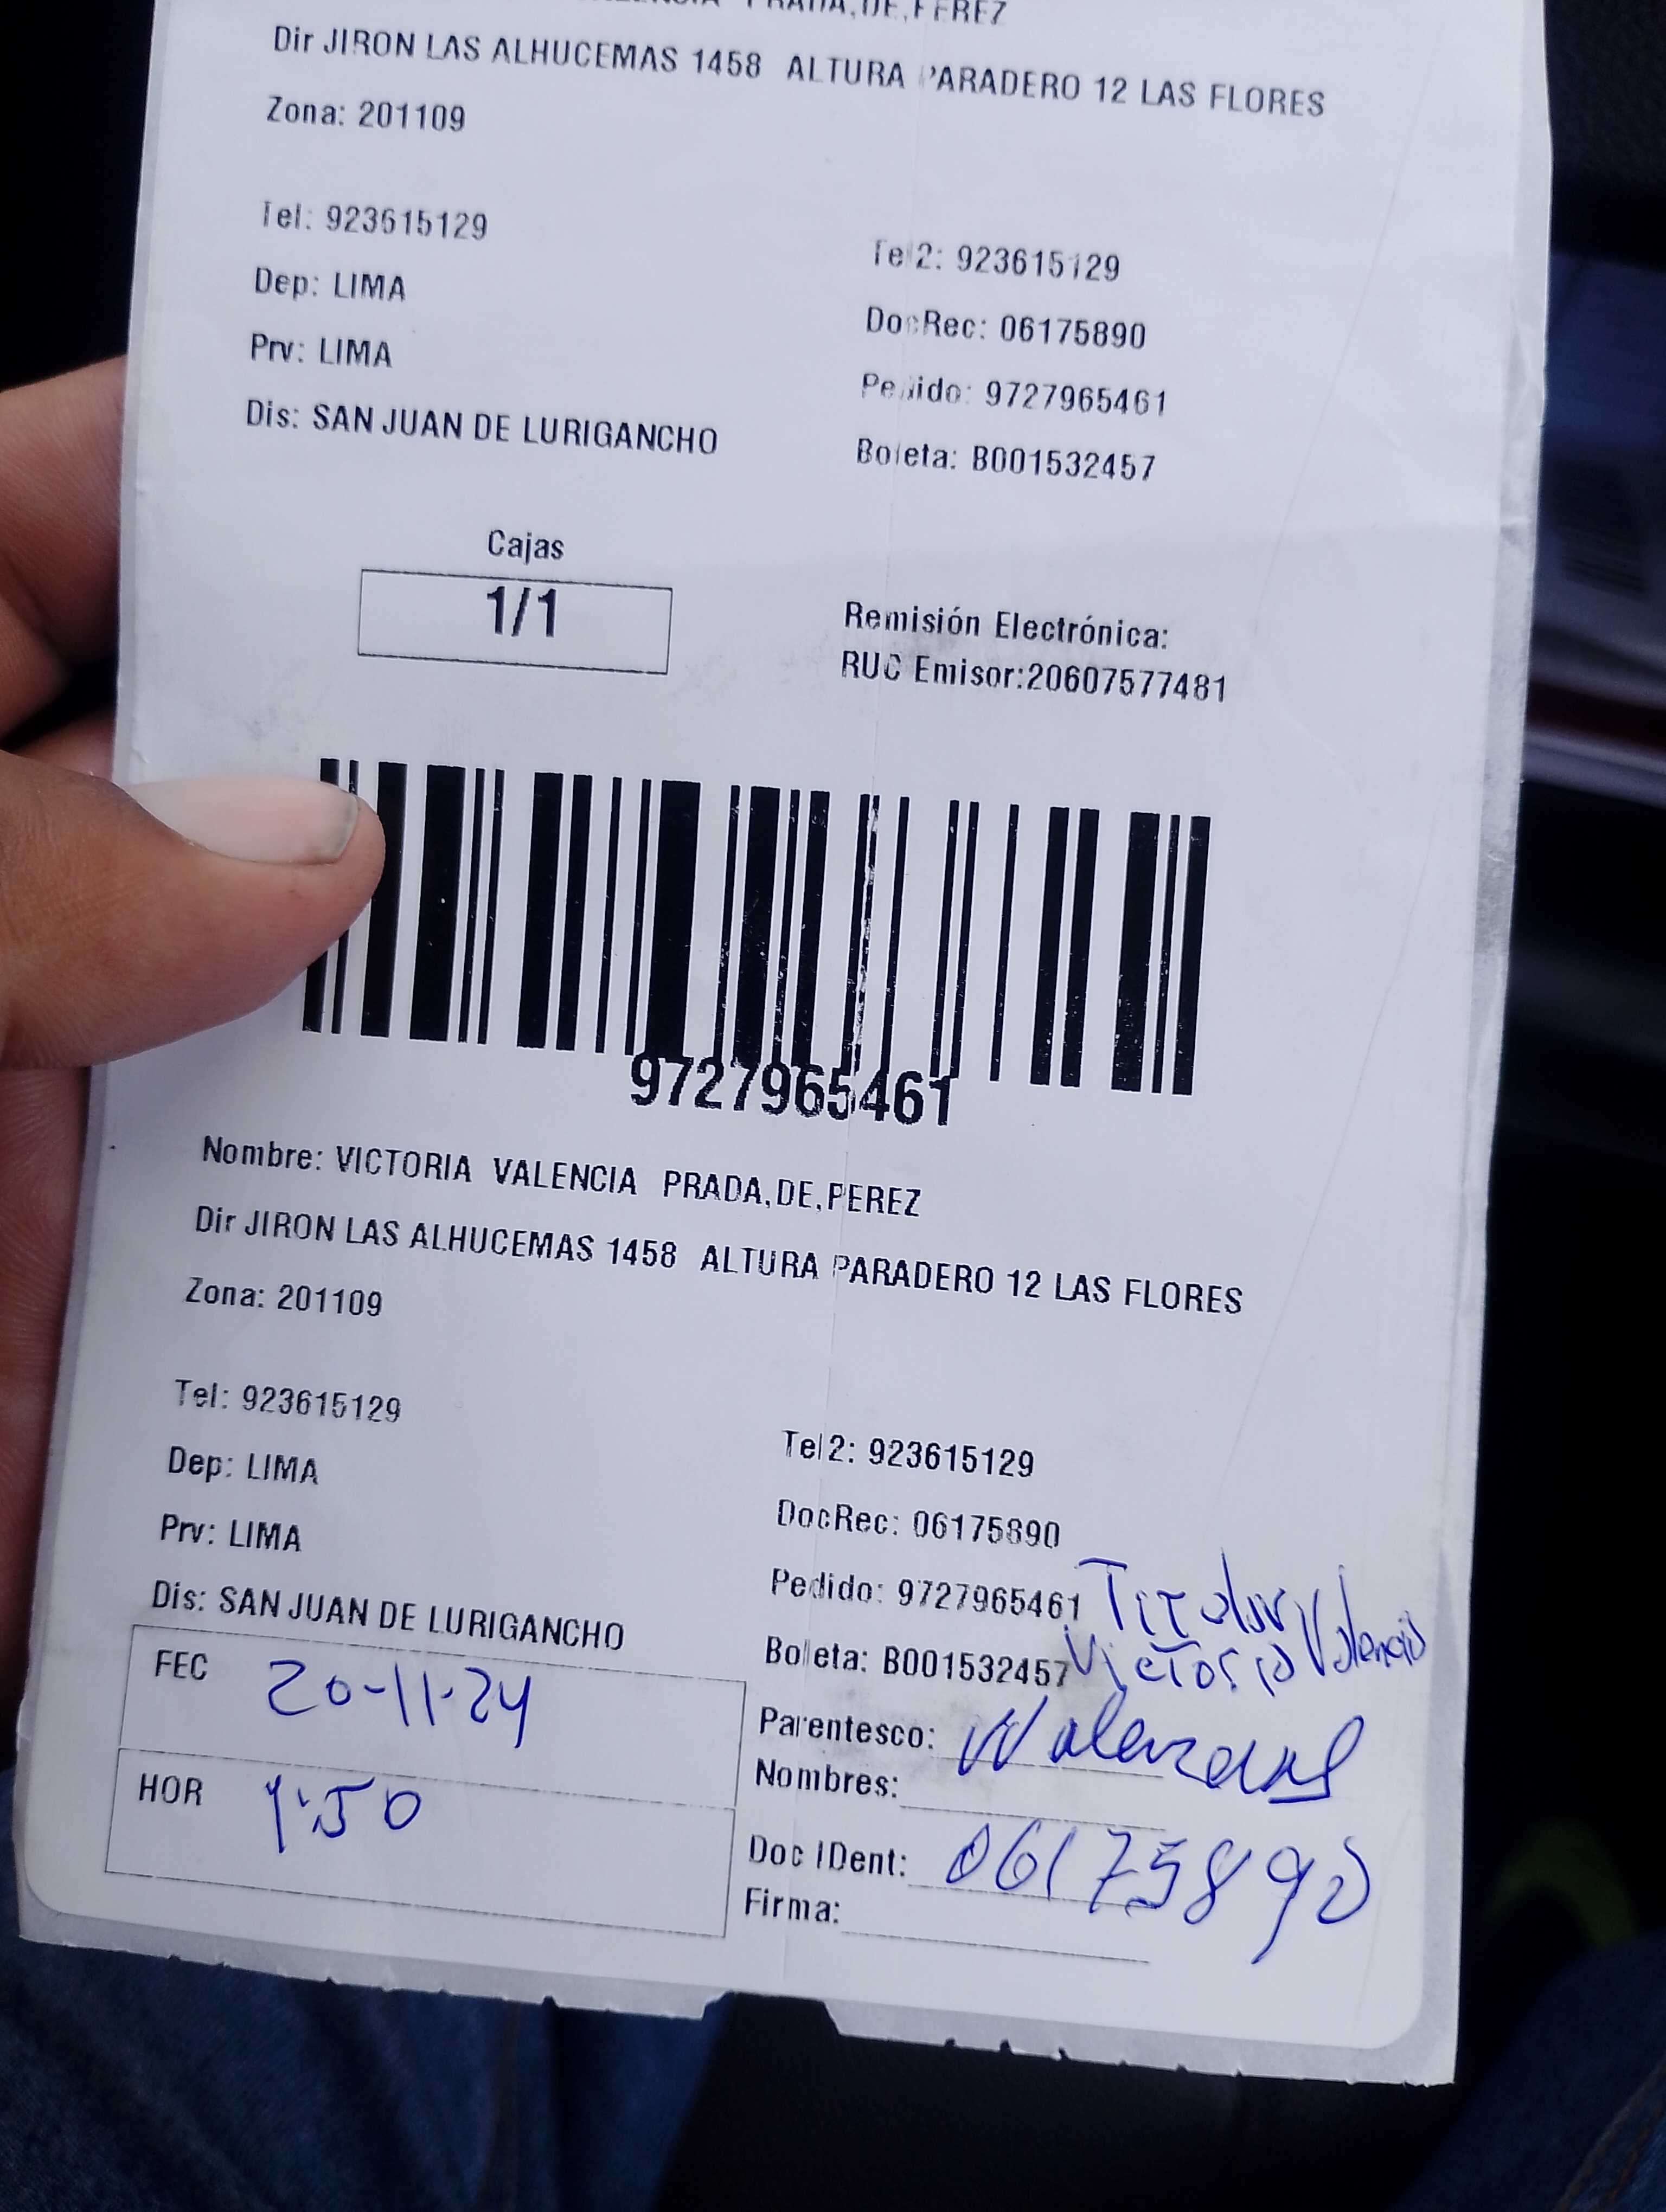 PRADA,DE,PEREZ
Dir JIRON LAS ALHUCEMAS 1458 ALTURA PARADERO 12 LAS FLORES
Zona: 201109
Tel: 923615129
Tel2: 923615129
Dep: LIMA
DocRec: 06175890
Prv: LIMA
Pedido: 9727965461
Dis: SAN JUAN DE LURIGANCHO
Boleta: B001532457
Cajas
1/1
Remisión Electrónica:
RUC Emisor:20607577481
9727965461
Nombre: VICTORIA VALENCIA PRADA,DE,PEREZ
Dir JIRON LAS ALHUCEMAS 1458 ALTURA PARADERO 12 LAS FLORES
Zona: 201109
Tel: 923615129
Tel2: 923615129
Dep: LIMA
DocRec: 06175890
Prv: LIMA
Pedido: 9727965461 Titular
Dis: SAN JUAN DE LURIGANCHO
Boleta: B001532457 Victoria Valencia
FEC 20-11-24
Parentesco:
Nombres:
HOR 1:50
Doc IDent: 06175890
Firma: